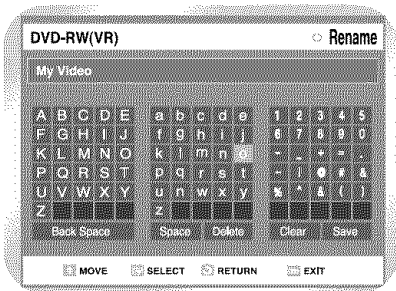 DVD-RW(VR) Rename
My Video
A B C D E a b c d e 1 2 3 4 5
F G H I J f g h i j 6 7 8 9 0
K L M N O k l m n o - _ + = .
P Q R S T p q r s t ~ ! @ # &
U V W X Y u n w x y % ^ & ( )
Z z
Back Space Space Delete Clear Save
MOVE SELECT RETURN EXIT